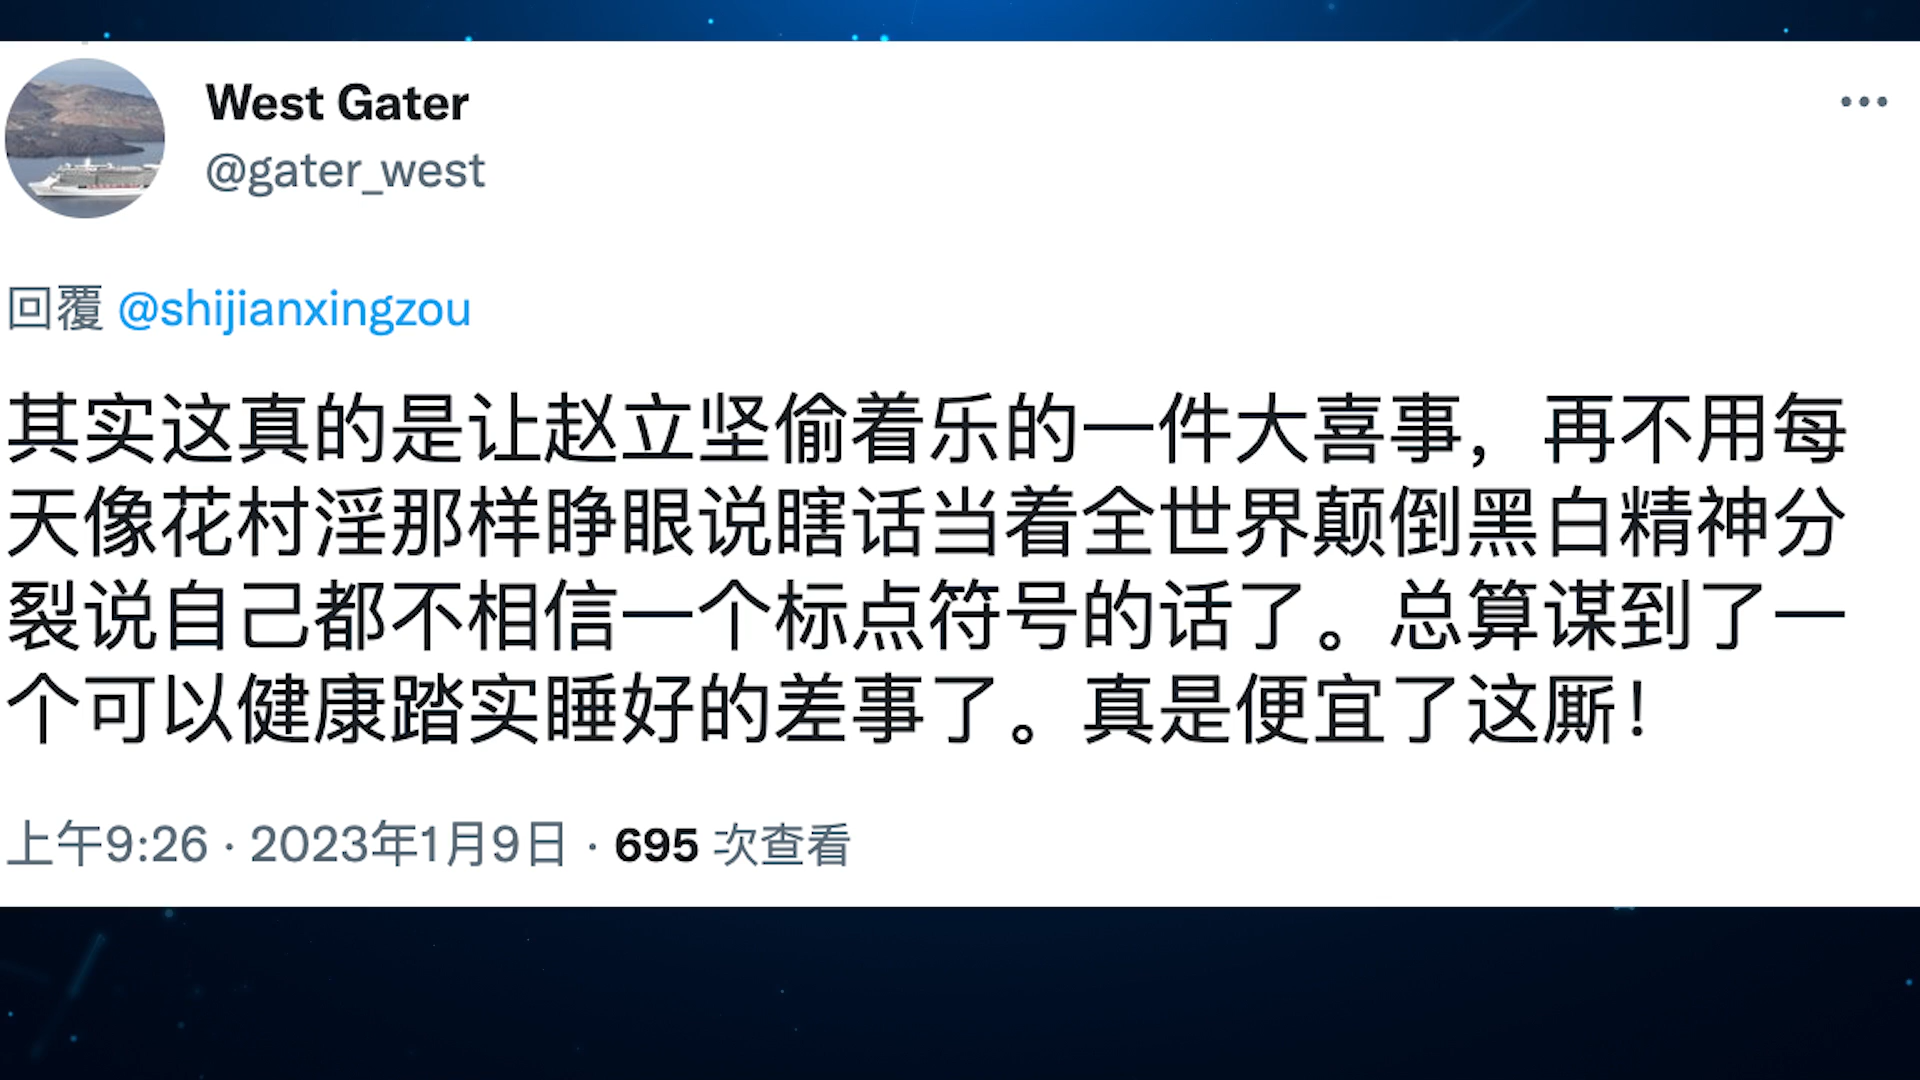 West Gater
@gater_west
回覆 @shijianxingzou
其实这真的是让赵立坚偷着乐的一件大喜事，再不用每
天像花村淫那样睁眼说瞎话当着全世界颠倒黑白精神分
裂说自己都不相信一个标点符号的话了。总算谋到了一
个可以健康踏实睡好的差事了。真是便宜了这厮！
上午9:26 · 2023年1月9日 · 695 次查看